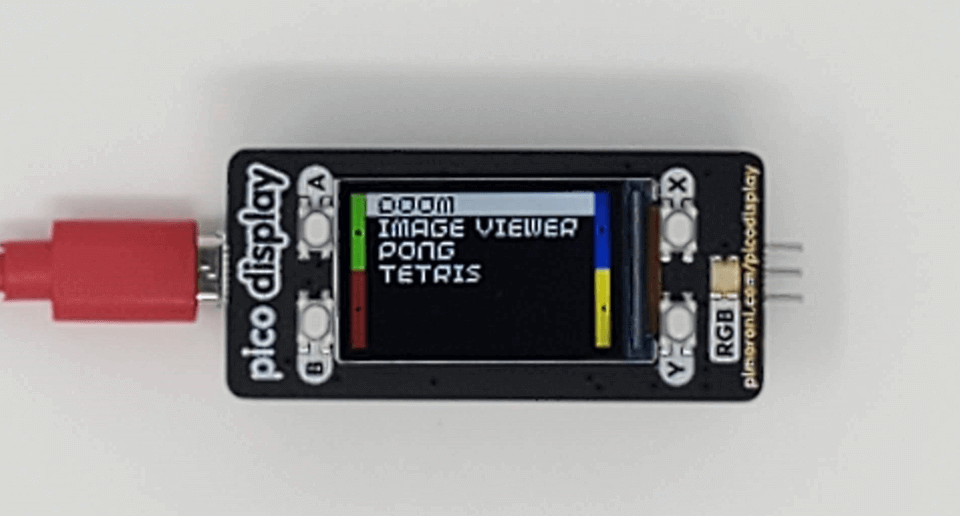 pico display
A
B
DOOM
IMAGE VIEWER
PONG
TETRIS
X
Y
RGB
pimoroni.com/picodisplay